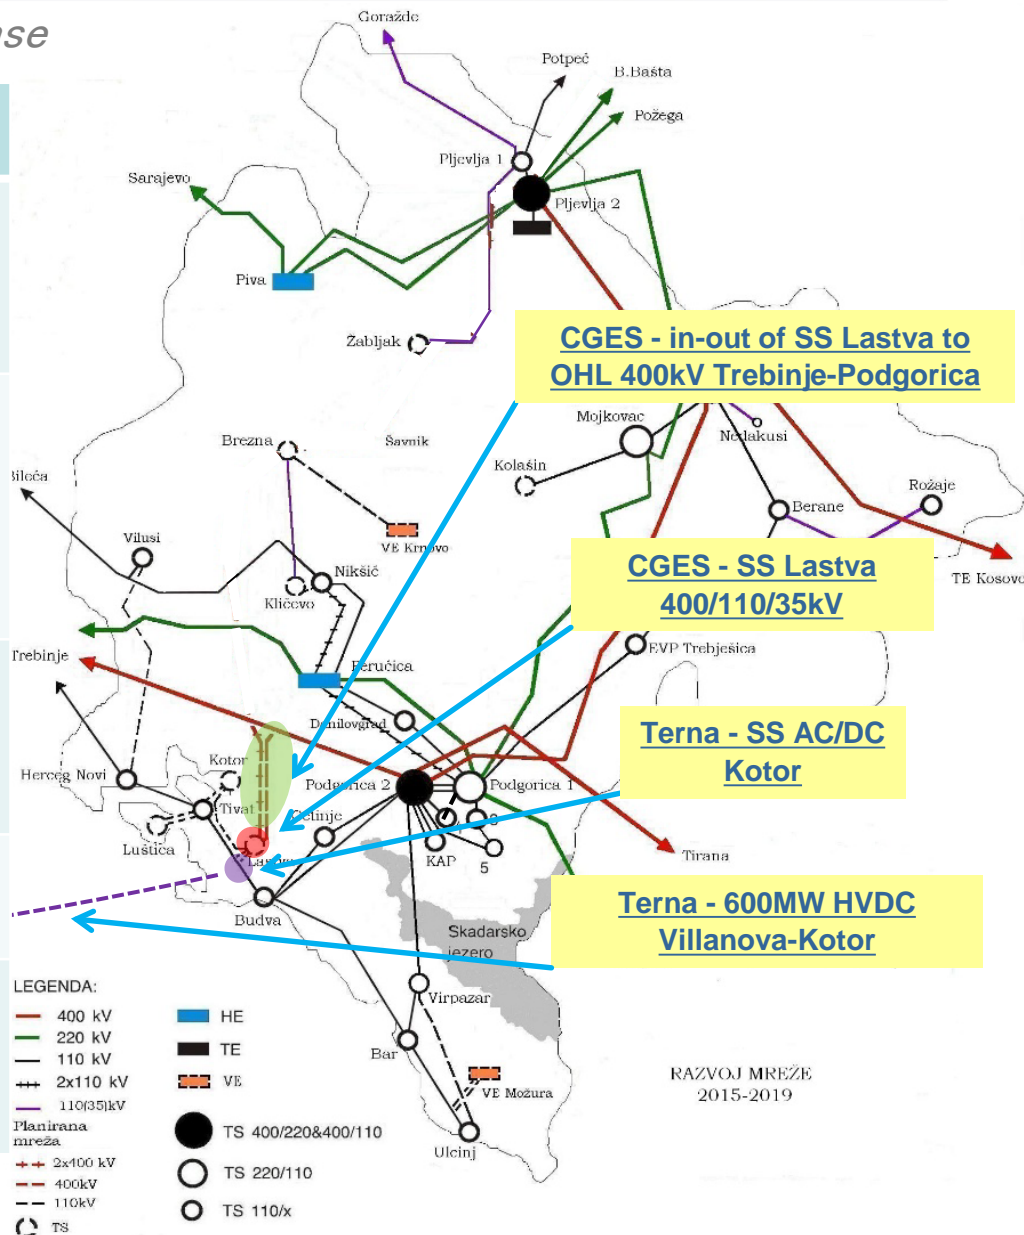 Goražde
Potpeć
B.Bašta
Požega
Pljevlja 1
Sarajevo
Pljevlja 2
Piva
Žabljak
CGES - in-out of SS Lastva to
OHL 400kV Trebinje-Podgorica
Mojkovac
Nedakusi
Brezna
Šavnik
Kolašin
Rožaje
Berane
Vilusi
VE Krnovo
CGES - SS Lastva
400/110/35kV
Nikšić
TE Kosovo
Kličevo
EVP Trebješica
Trebinje
Perućica
Terna - SS AC/DC
Kotor
Danilovgrad
Kotor
Herceg Novi
Podgorica 2
Podgorica 1
Tivat
Cetinje
Luštica
KAP
5
Tirana
Budva
Terna - 600MW HVDC
Villanova-Kotor
Skadarsko
jezero
Virpazar
Bar
VE Možura
Ulcinj
LEGENDA:
400 kV
220 kV
110 kV
2x110 kV
110(35)kV
Planirana
mreža
2x400 kV
400kV
110kV
TS
HE
TE
VE
TS 400/220&400/110
TS 220/110
TS 110/x
RAZVOJ MREŽE
2015-2019